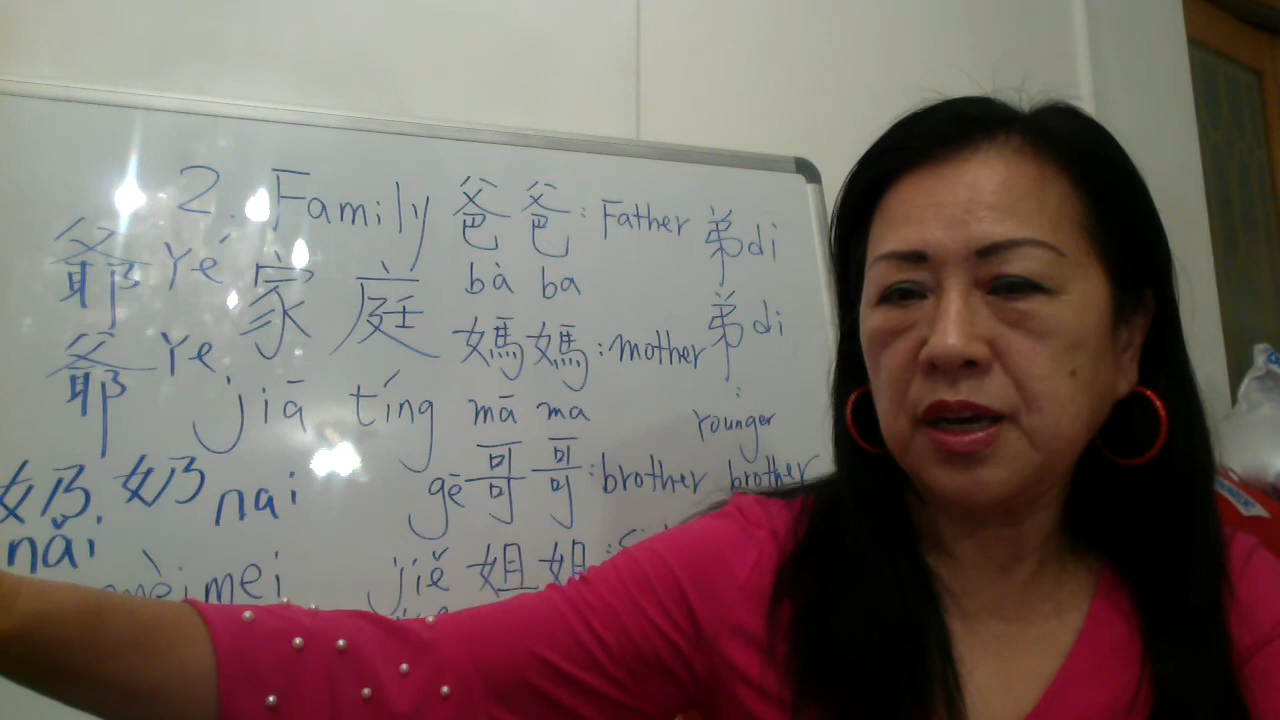 2. Family
爺 Yé
爺 Ye
家庭
jiā tíng
爸爸: Father
bà ba
媽媽: mother
mā ma
gē 哥哥: brother
jiě 姐姐:
弟 di
弟 di
:
Younger
brother
奶奶 nai
nǎi
mèimei